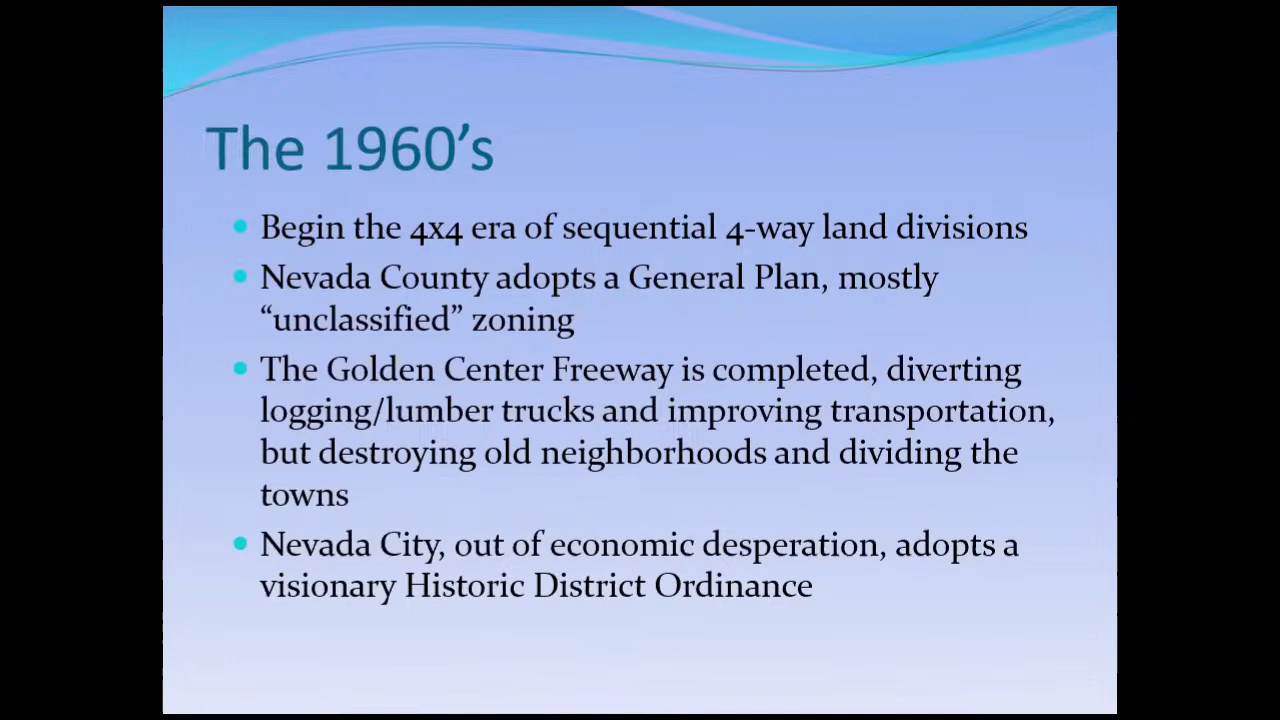 The 1960’s
Begin the 4x4 era of sequential 4-way land divisions
Nevada County adopts a General Plan, mostly
“unclassified” zoning
The Golden Center Freeway is completed, diverting
logging/lumber trucks and improving transportation,
but destroying old neighborhoods and dividing the
towns
Nevada City, out of economic desperation, adopts a
visionary Historic District Ordinance